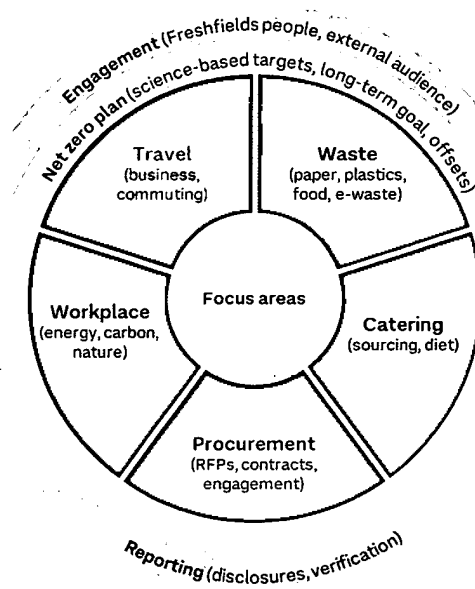 Engagement (Freshfields people, external audience)
Net zero plan (science-based targets, long-term goal, offsets)
Travel
(business,
commuting)
Waste
(paper, plastics,
food, e-waste)
Workplace
(energy, carbon,
nature)
Focus areas
Catering
(sourcing, diet)
Procurement
(RFPs, contracts,
engagement)
Reporting (disclosures, verification)